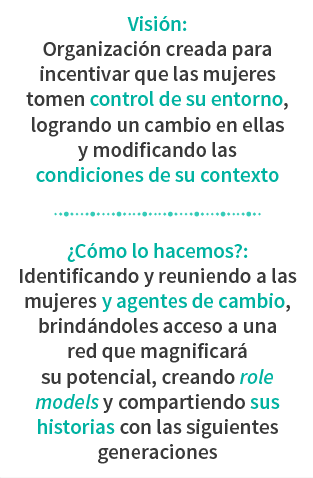 Visión:
Organización creada para
incentivar que las mujeres
tomen control de su entorno,
logrando un cambio en ellas
y modificando las
condiciones de su contexto
¿Cómo lo hacemos?:
Identificando y reuniendo a las
mujeres y agentes de cambio,
brindándoles acceso a una
red que magnificará
su potencial, creando role
models y compartiendo sus
historias con las siguientes
generaciones